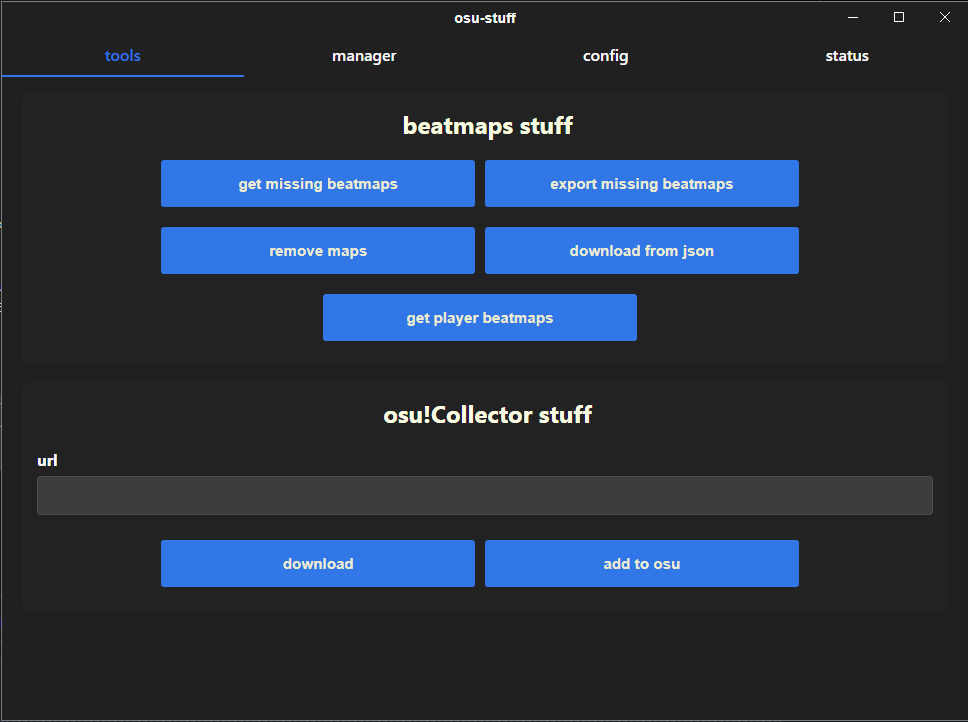 osu-stuff
tools manager config status
beatmaps stuff
get missing beatmaps export missing beatmaps
remove maps download from json
get player beatmaps
osu!Collector stuff
url
download add to osu